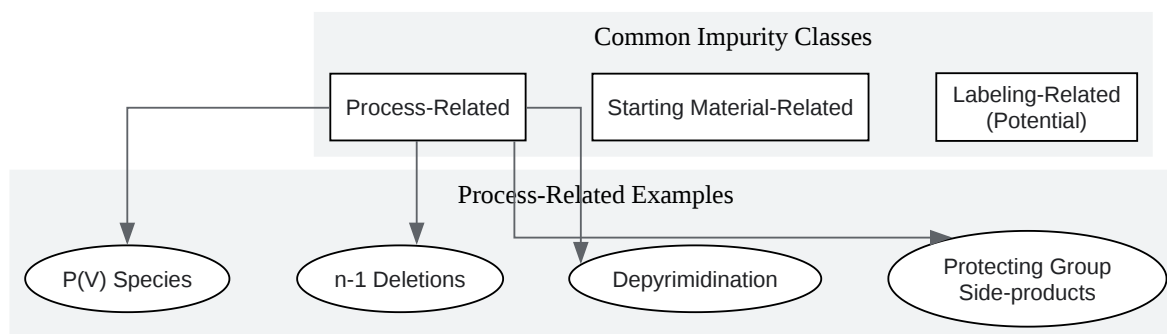 Common Impurity Classes
Process-Related
Starting Material-Related
Labeling-Related
(Potential)
Process-Related Examples
P(V) Species
n-1 Deletions
Depyrimidination
Protecting Group
Side-products